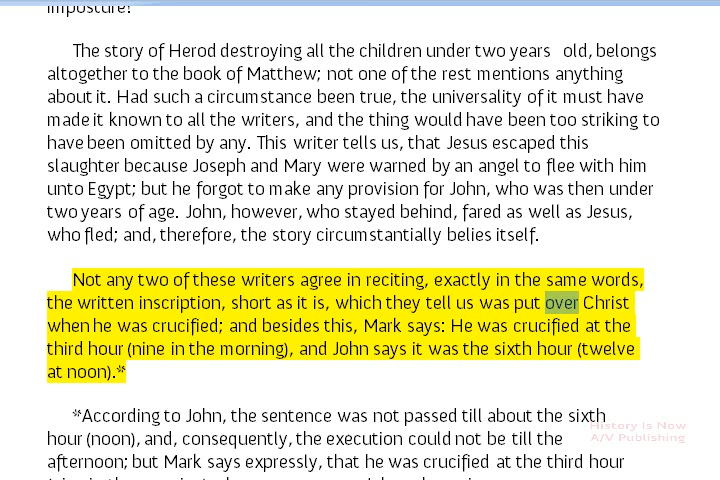 imposture!
The story of Herod destroying all the children under two years old, belongs
altogether to the book of Matthew; not one of the rest mentions anything
about it. Had such a circumstance been true, the universality of it must have
made it known to all the writers, and the thing would have been too striking to
have been omitted by any. This writer tells us, that Jesus escaped this
slaughter because Joseph and Mary were warned by an angel to flee with him
unto Egypt; but he forgot to make any provision for John, who was then under
two years of age. John, however, who stayed behind, fared as well as Jesus,
who fled; and, therefore, the story circumstantially belies itself.
Not any two of these writers agree in reciting, exactly in the same words,
the written inscription, short as it is, which they tell us was put over Christ
when he was crucified; and besides this, Mark says: He was crucified at the
third hour (nine in the morning), and John says it was the sixth hour (twelve
at noon).*
*According to John, the sentence was not passed till about the sixth
hour (noon), and, consequently, the execution could not be till the
afternoon; but Mark says expressly, that he was crucified at the third hour
History Is Now
A/V Publishing